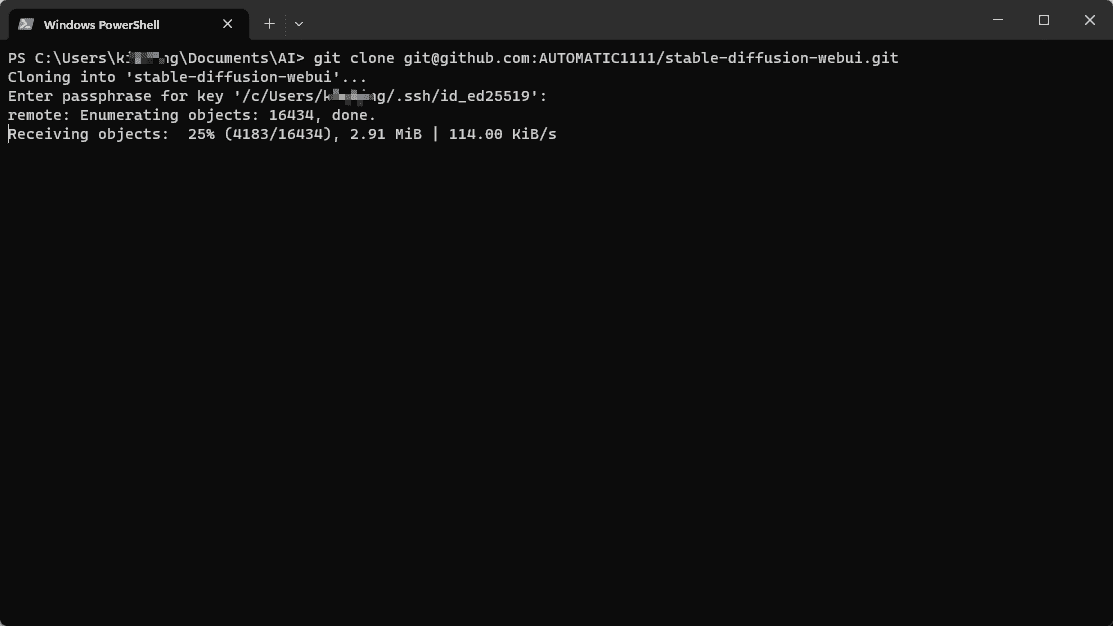 Windows PowerShell
PS C:\Users\k ng\Documents\AI> git clone git@github.com:AUTOMATIC1111/stable-diffusion-webui.git
Cloning into 'stable-diffusion-webui'...
Enter passphrase for key '/c/Users/k ng/.ssh/id_ed25519':
remote: Enumerating objects: 16434, done.
Receiving objects:  25% (4183/16434), 2.91 MiB | 114.00 KiB/s